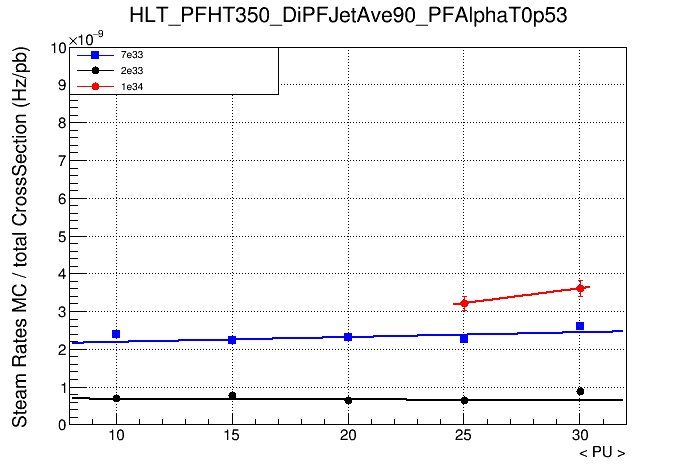 HLT_PFHT350_DiPFJetAve90_PFAlphaT0p53
×10⁻⁹
7e33
2e33
1e34
Steam Rates MC / total CrossSection (Hz/pb)
10
9
8
7
6
5
4
3
2
1
0
10 15 20 25 30
< PU >